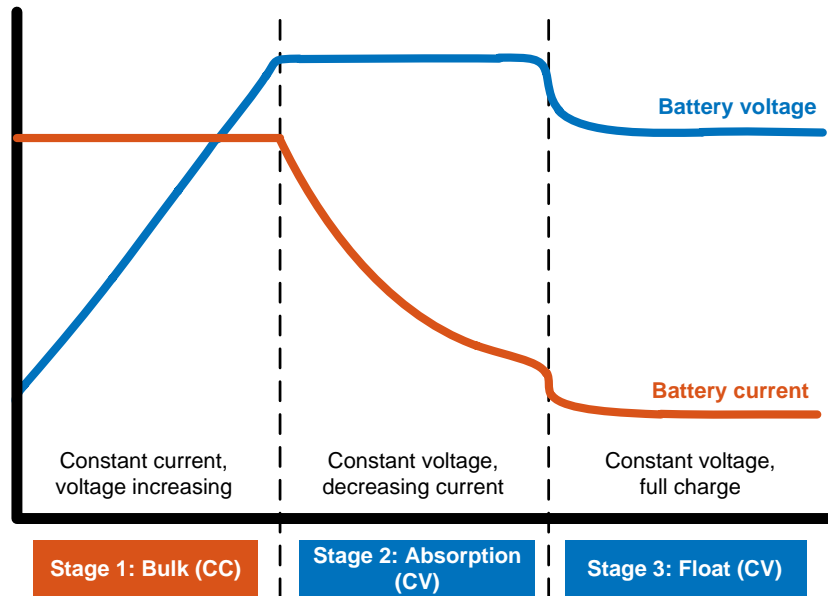 Battery voltage
Battery current
Constant current,
voltage increasing
Constant voltage,
decreasing current
Constant voltage,
full charge
Stage 1: Bulk (CC)
Stage 2: Absorption
(CV)
Stage 3: Float (CV)